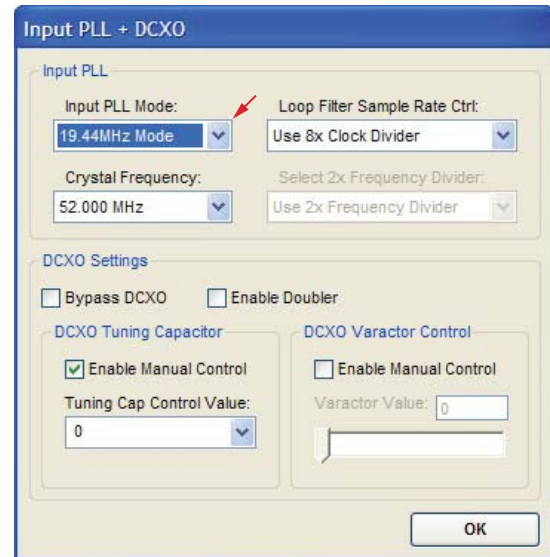 Input PLL + DCXO
Input PLL
Input PLL Mode:
19.44MHz Mode
Loop Filter Sample Rate Ctrl:
Use 8x Clock Divider
Crystal Frequency:
52.000 MHz
Select 2x Frequency Divider:
Use 2x Frequency Divider
DCXO Settings
Bypass DCXO
Enable Doubler
DCXO Tuning Capacitor
Enable Manual Control
Tuning Cap Control Value:
0
DCXO Varactor Control
Enable Manual Control
Varactor Value: 0
OK